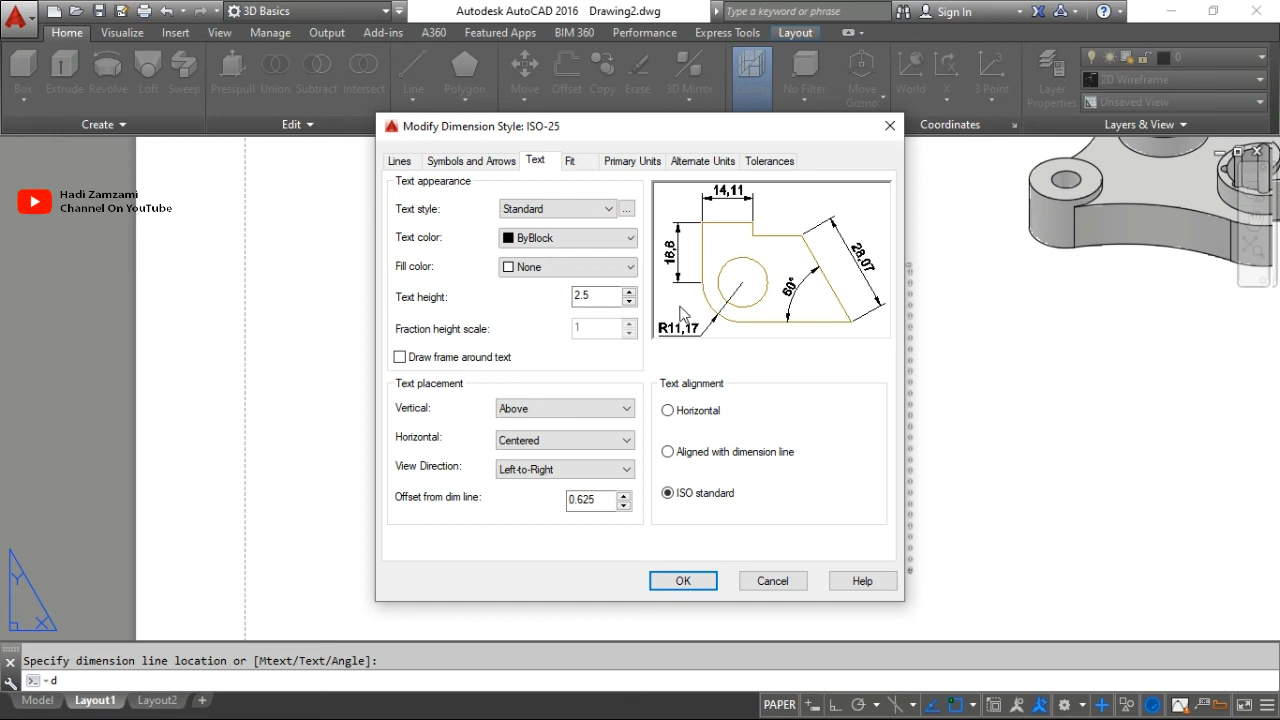 Autodesk AutoCAD 2016 Drawing2.dwg
3D Basics
Type a keyword or phrase
Sign In
Home Visualize Insert View Manage Output Add-ins A360 Featured Apps BIM 360 Performance Express Tools Layout
Box Extrude Revolve Loft Sweep Presspull Union Subtract Intersect Line Polygon Move Offset Copy Erase 3D Mirror No Filter Move Gizmo World X 3 Point Layer Properties
0
2D Wireframe
Unsaved View
Create Edit Coordinates Layers & View
Modify Dimension Style: ISO-25
Lines Symbols and Arrows Text Fit Primary Units Alternate Units Tolerances
Hadi Zamzami
Channel On YouTube
Text appearance
Text style: Standard ...
Text color: ByBlock
Fill color: None
Text height: 2.5
Fraction height scale: 1
Draw frame around text
14,11
16,6
28,07
60°
R11,17
Text placement
Vertical: Above
Horizontal: Centered
View Direction: Left-to-Right
Offset from dim line: 0.625
Text alignment
Horizontal
Aligned with dimension line
ISO standard
OK Cancel Help
Y
X
Specify dimension line location or [Mtext/Text/Angle]:
d
Model Layout1 Layout2 +
PAPER